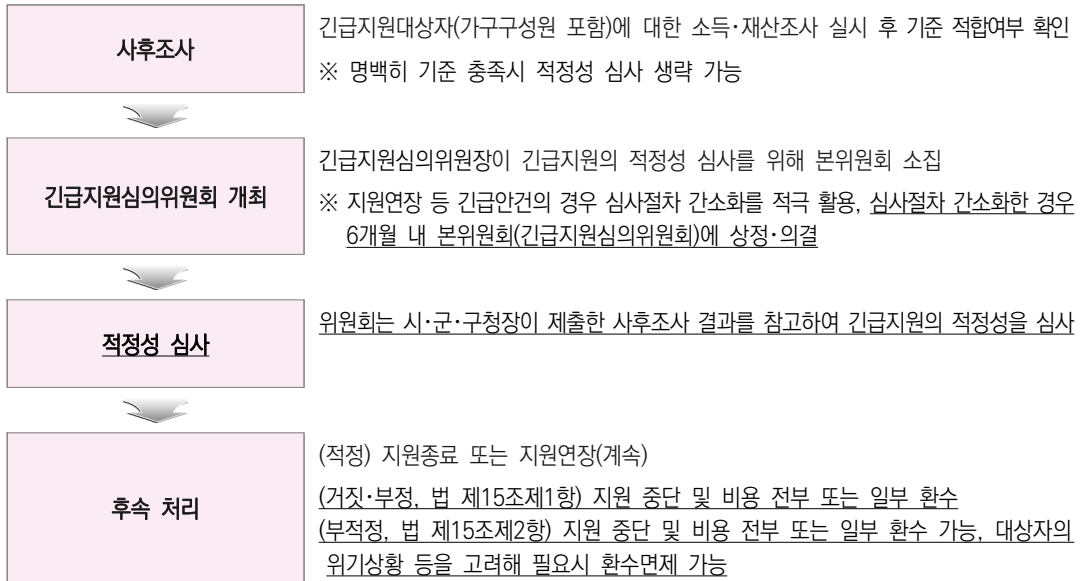 사후조사
긴급지원대상자(가구구성원 포함)에 대한 소득·재산조사 실시 후 기준 적합여부 확인
※ 명백히 기준 충족시 적정성 심사 생략 가능
긴급지원심의위원회 개최
긴급지원심의위원장이 긴급지원의 적정성 심사를 위해 본위원회 소집
※ 지원연장 등 긴급안건의 경우 심사절차 간소화를 적극 활용, 심사절차 간소화한 경우
6개월 내 본위원회(긴급지원심의위원회)에 상정·의결
적정성 심사
위원회는 시·군·구청장이 제출한 사후조사 결과를 참고하여 긴급지원의 적정성을 심사
후속 처리
(적정) 지원종료 또는 지원연장(계속)
(거짓·부정, 법 제15조제1항) 지원 중단 및 비용 전부 또는 일부 환수
(부적정, 법 제15조제2항) 지원 중단 및 비용 전부 또는 일부 환수 가능, 대상자의
위기상황 등을 고려해 필요시 환수면제 가능